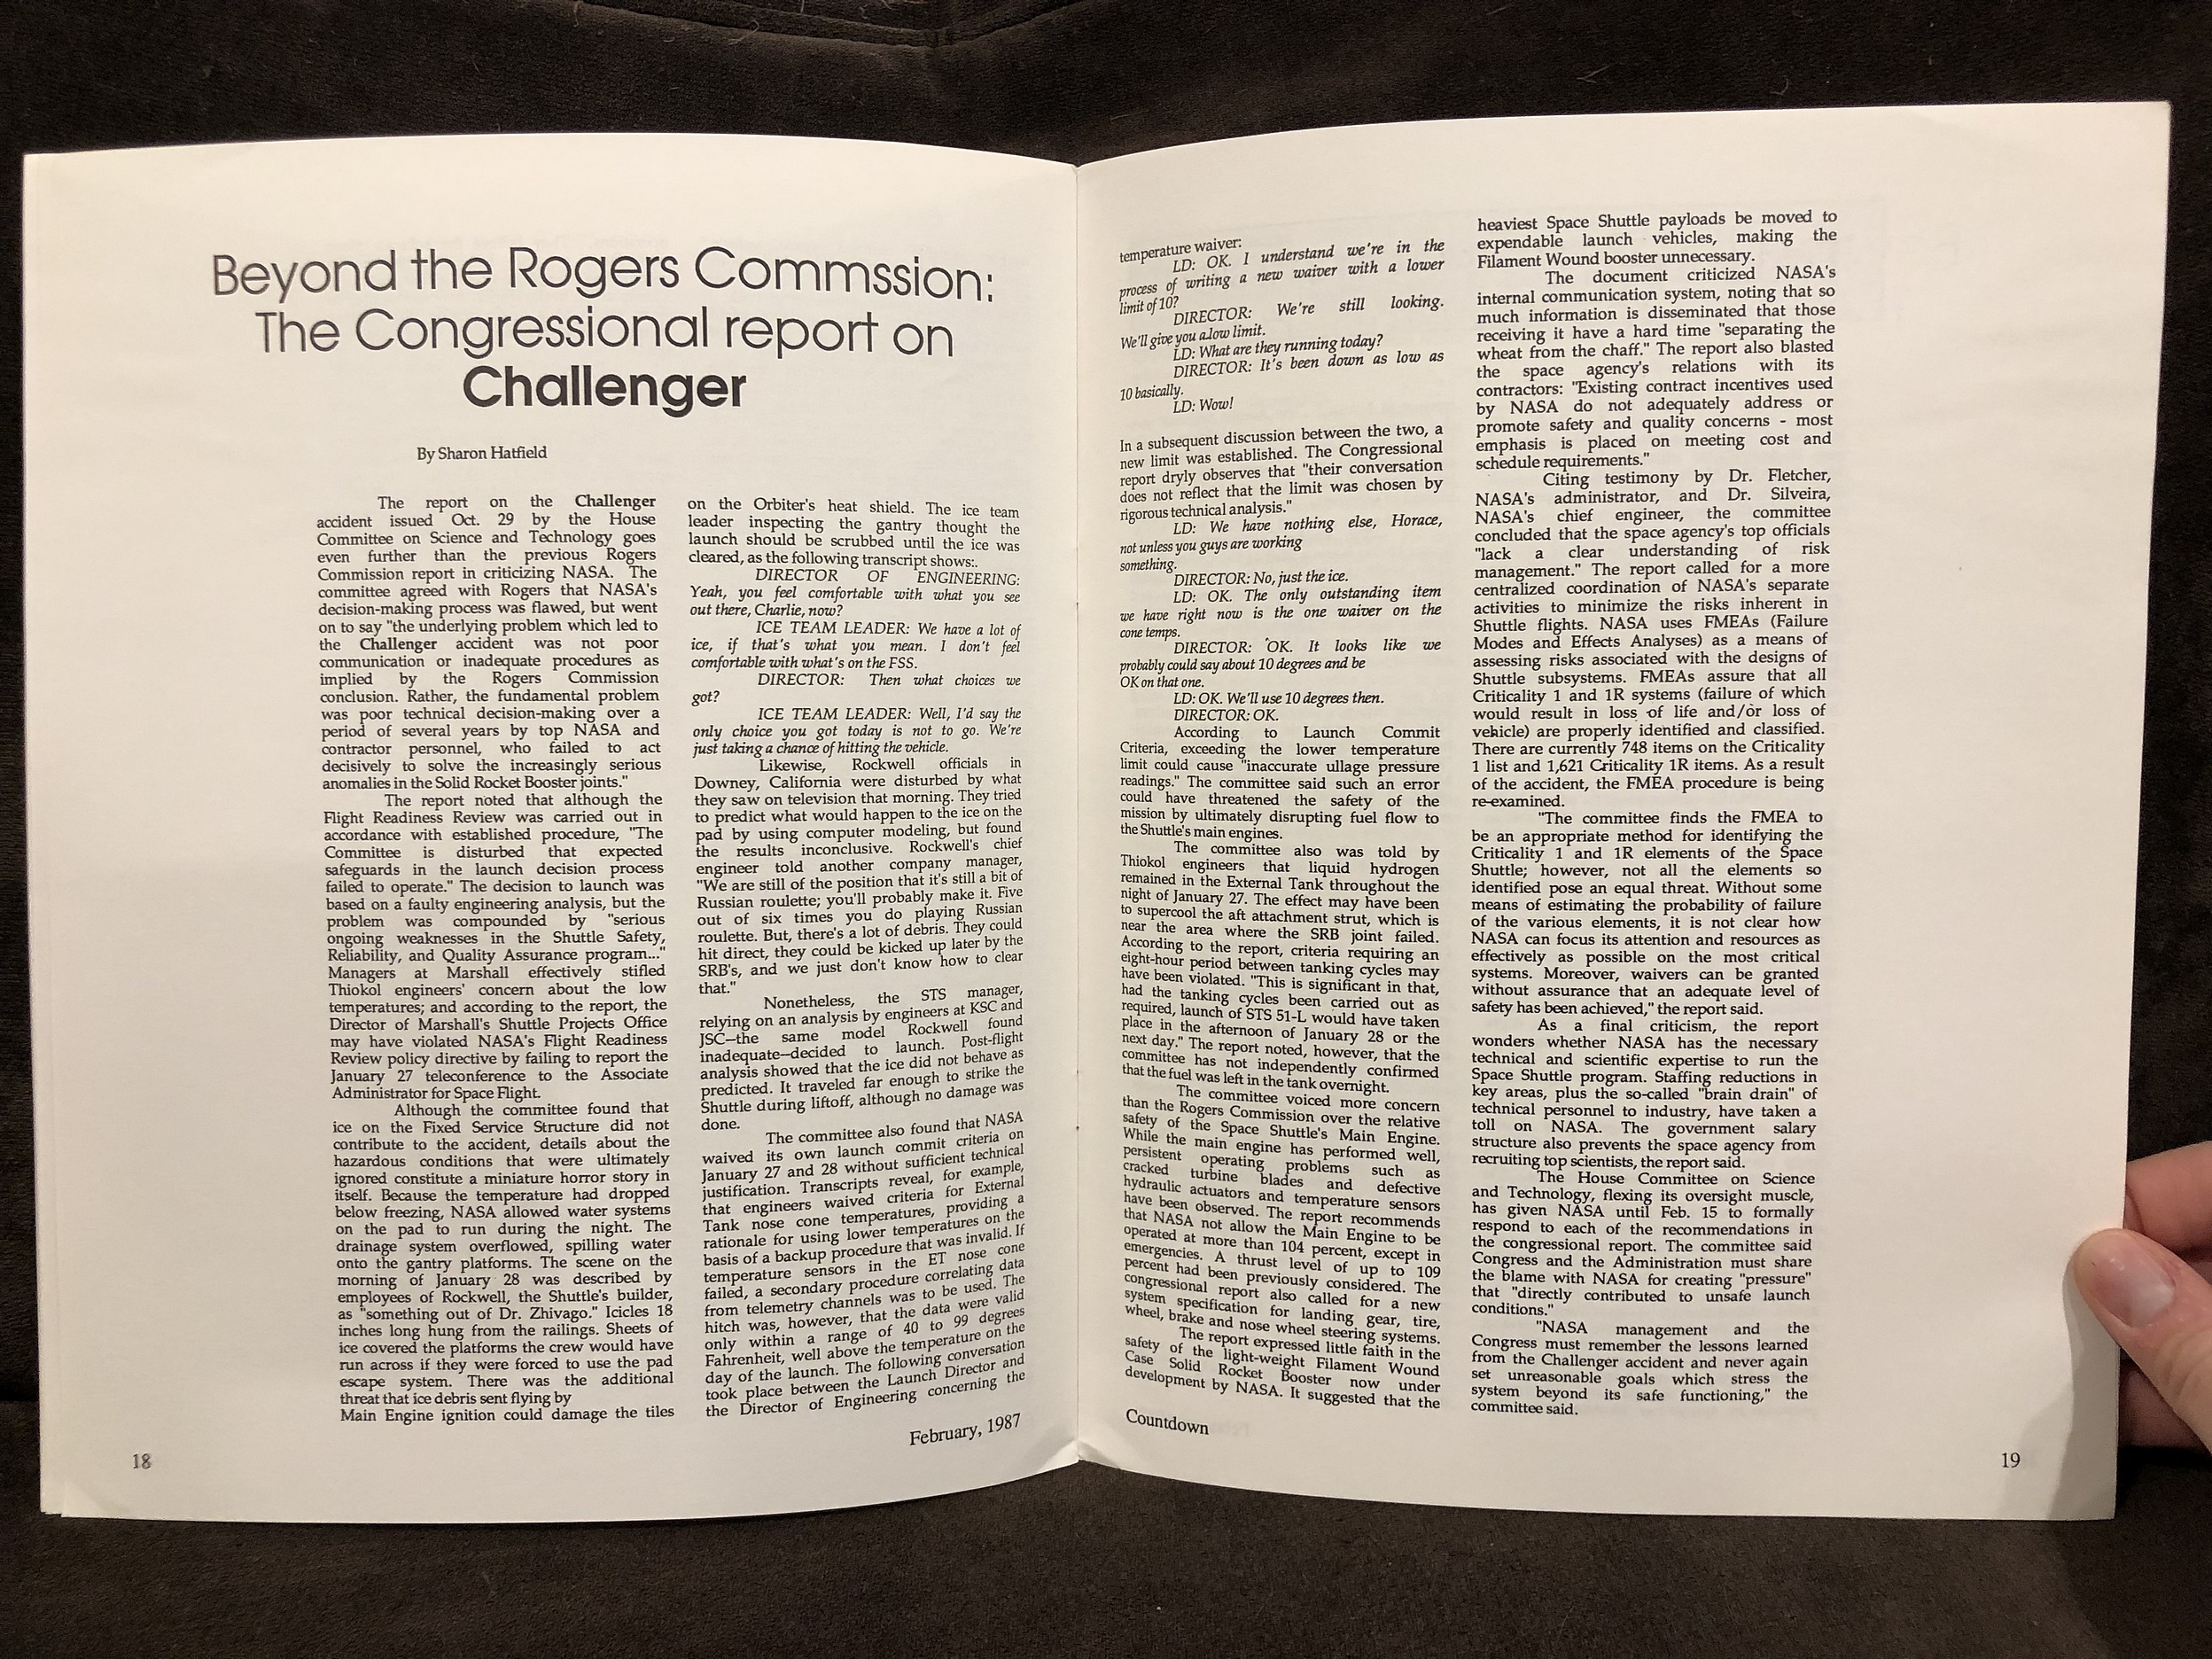 Beyond the Rogers Commssion:
The Congressional report on
Challenger
By Sharon Hatfield
The report on the Challenger
accident issued Oct. 29 by the House
Committee on Science and Technology goes
even further than the previous Rogers
Commission report in criticizing NASA. The
committee agreed with Rogers that NASA's
decision-making process was flawed, but went
on to say "the underlying problem which led to
the Challenger accident was not poor
communication or inadequate procedures as
implied by the Rogers Commission
conclusion. Rather, the fundamental problem
was poor technical decision-making over a
period of several years by top NASA and
contractor personnel, who failed to act
decisively to solve the increasingly serious
anomalies in the Solid Rocket Booster joints."
The report noted that although the
Flight Readiness Review was carried out in
accordance with established procedure, "The
Committee is disturbed that expected
safeguards in the launch decision process
failed to operate." The decision to launch was
based on a faulty engineering analysis, but the
problem was compounded by "serious
ongoing weaknesses in the Shuttle Safety,
Reliability, and Quality Assurance program..."
Managers at Marshall effectively stifled
Thiokol engineers' concern about the low
temperatures; and according to the report, the
Director of Marshall's Shuttle Projects Office
may have violated NASA's Flight Readiness
Review policy directive by failing to report the
January 27 teleconference to the Associate
Administrator for Space Flight.
Although the committee found that
ice on the Fixed Service Structure did not
contribute to the accident, details about the
hazardous conditions that were ultimately
ignored constitute a miniature horror story in
itself. Because the temperature had dropped
below freezing, NASA allowed water systems
on the pad to run during the night. The
drainage system overflowed, spilling water
onto the gantry platforms. The scene on the
morning of January 28 was described by
employees of Rockwell, the Shuttle's builder,
as "something out of Dr. Zhivago." Icicles 18
inches long hung from the railings. Sheets of
ice covered the platforms the crew would have
run across if they were forced to use the pad
escape system. There was the additional
threat that ice debris sent flying by
Main Engine ignition could damage the tiles
on the Orbiter's heat shield. The ice team
leader inspecting the gantry thought the
launch should be scrubbed until the ice was
cleared, as the following transcript shows:.
DIRECTOR OF ENGINEERING:
Yeah, you feel comfortable with what you see
out there, Charlie, now?
ICE TEAM LEADER: We have a lot of
ice, if that's what you mean. I don't feel
comfortable with what's on the FSS.
DIRECTOR: Then what choices we
got?
ICE TEAM LEADER: Well, I'd say the
only choice you got today is not to go. We're
just taking a chance of hitting the vehicle.
Likewise, Rockwell officials in
Downey, California were disturbed by what
they saw on television that morning. They tried
to predict what would happen to the ice on the
pad by using computer modeling, but found
the results inconclusive. Rockwell's chief
engineer told another company manager,
"We are still of the position that it's still a bit of
Russian roulette; you'll probably make it. Five
out of six times you do playing Russian
roulette. But, there's a lot of debris. They could
hit direct, they could be kicked up later by the
SRB's, and we just don't know how to clear
that."
Nonetheless, the STS manager,
relying on an analysis by engineers at KSC and
JSC--the same model Rockwell found
inadequate--decided to launch. Post-flight
analysis showed that the ice did not behave as
predicted. It traveled far enough to strike the
Shuttle during liftoff, although no damage was
done.
The committee also found that NASA
waived its own launch commit criteria on
January 27 and 28 without sufficient technical
justification. Transcripts reveal, for example,
that engineers waived criteria for External
Tank nose cone temperatures, providing a
rationale for using lower temperatures on the
basis of a backup procedure that was invalid. If
temperature sensors in the ET nose cone
failed, a secondary procedure correlating data
from telemetry channels was to be used. The
hitch was, however, that the data were valid
only within a range of 40 to 99 degrees
Fahrenheit, well above the temperature on the
day of the launch. The following conversation
took place between the Launch Director and
the Director of Engineering concerning the
February, 1987
18
temperature waiver:
LD: OK. I understand we're in the
process of writing a new waiver with a lower
limit of 10?
DIRECTOR: We're still looking.
We'll give you alow limit.
LD: What are they running today?
DIRECTOR: It's been down as low as
10 basically.
LD: Wow!
In a subsequent discussion between the two, a
new limit was established. The Congressional
report dryly observes that "their conversation
does not reflect that the limit was chosen by
rigorous technical analysis."
LD: We have nothing else, Horace,
not unless you guys are working
something.
DIRECTOR: No, just the ice.
LD: OK. The only outstanding item
we have right now is the one waiver on the
cone temps.
DIRECTOR: OK. It looks like we
probably could say about 10 degrees and be
OK on that one.
LD: OK. We'll use 10 degrees then.
DIRECTOR: OK.
According to Launch Commit
Criteria, exceeding the lower temperature
limit could cause "inaccurate ullage pressure
readings." The committee said such an error
could have threatened the safety of the
mission by ultimately disrupting fuel flow to
the Shuttle's main engines.
The committee also was told by
Thiokol engineers that liquid hydrogen
remained in the External Tank throughout the
night of January 27. The effect may have been
to supercool the aft attachment strut, which is
near the area where the SRB joint failed.
According to the report, criteria requiring an
eight-hour period between tanking cycles may
have been violated. "This is significant in that,
had the tanking cycles been carried out as
required, launch of STS 51-L would have taken
place in the afternoon of January 28 or the
next day." The report noted, however, that the
committee has not independently confirmed
that the fuel was left in the tank overnight.
The committee voiced more concern
than the Rogers Commission over the relative
safety of the Space Shuttle's Main Engine.
While the main engine has performed well,
persistent operating problems such as
cracked turbine blades and defective
hydraulic actuators and temperature sensors
have been observed. The report recommends
that NASA not allow the Main Engine to be
operated at more than 104 percent, except in
emergencies. A thrust level of up to 109
percent had been previously considered. The
congressional report also called for a new
system specification for landing gear, tire,
wheel, brake and nose wheel steering systems.
The report expressed little faith in the
safety of the light-weight Filament Wound
Case Solid Rocket Booster now under
development by NASA. It suggested that the
heaviest Space Shuttle payloads be moved to
expendable launch vehicles, making the
Filament Wound booster unnecessary.
The document criticized NASA's
internal communication system, noting that so
much information is disseminated that those
receiving it have a hard time "separating the
wheat from the chaff." The report also blasted
the space agency's relations with its
contractors: "Existing contract incentives used
by NASA do not adequately address or
promote safety and quality concerns - most
emphasis is placed on meeting cost and
schedule requirements."
Citing testimony by Dr. Fletcher,
NASA's administrator, and Dr. Silveira,
NASA's chief engineer, the committee
concluded that the space agency's top officials
"lack a clear understanding of risk
management." The report called for a more
centralized coordination of NASA's separate
activities to minimize the risks inherent in
Shuttle flights. NASA uses FMEAs (Failure
Modes and Effects Analyses) as a means of
assessing risks associated with the designs of
Shuttle subsystems. FMEAs assure that all
Criticality 1 and 1R systems (failure of which
would result in loss of life and/or loss of
vehicle) are properly identified and classified.
There are currently 748 items on the Criticality
1 list and 1,621 Criticality 1R items. As a result
of the accident, the FMEA procedure is being
re-examined.
"The committee finds the FMEA to
be an appropriate method for identifying the
Criticality 1 and 1R elements of the Space
Shuttle; however, not all the elements so
identified pose an equal threat. Without some
means of estimating the probability of failure
of the various elements, it is not clear how
NASA can focus its attention and resources as
effectively as possible on the most critical
systems. Moreover, waivers can be granted
without assurance that an adequate level of
safety has been achieved," the report said.
As a final criticism, the report
wonders whether NASA has the necessary
technical and scientific expertise to run the
Space Shuttle program. Staffing reductions in
key areas, plus the so-called "brain drain" of
technical personnel to industry, have taken a
toll on NASA. The government salary
structure also prevents the space agency from
recruiting top scientists, the report said.
The House Committee on Science
and Technology, flexing its oversight muscle,
has given NASA until Feb. 15 to formally
respond to each of the recommendations in
the congressional report. The committee said
Congress and the Administration must share
the blame with NASA for creating "pressure"
that "directly contributed to unsafe launch
conditions."
"NASA management and the
Congress must remember the lessons learned
from the Challenger accident and never again
set unreasonable goals which stress the
system beyond its safe functioning," the
committee said.
Countdown
19